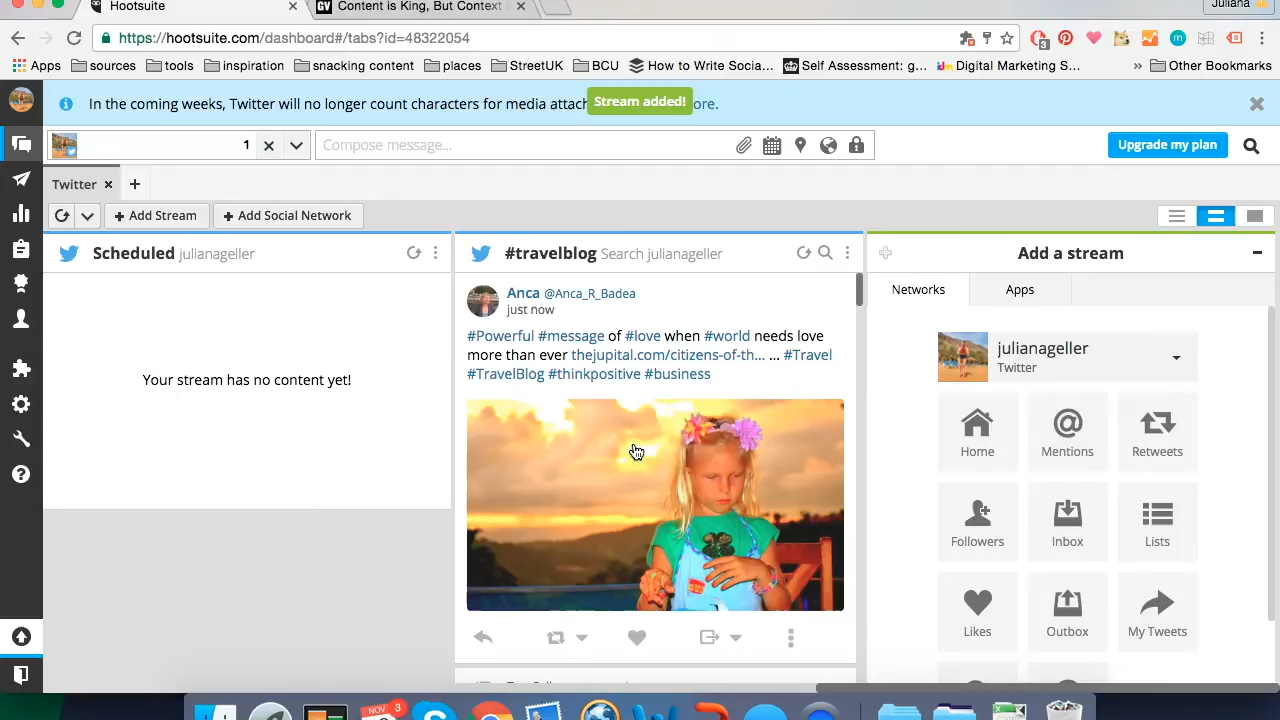 Hootsuite
GV Content is King, But Context
Juliana
https://hootsuite.com/dashboard#/tabs?id=48322054
3
m
8
Apps sources tools inspiration snacking content places StreetUK BCU How to Write Socia... Self Assessment: g... Digital Marketing S... » Other Bookmarks
In the coming weeks, Twitter will no longer count characters for media attach
Stream added!
ore.
1
Compose message...
Upgrade my plan
Twitter
Add Stream
Add Social Network
Scheduled julianageller
Your stream has no content yet!
#travelblog Search julianageller
Anca @Anca_R_Badea
just now
#Powerful #message of #love when #world needs love
more than ever thejupital.com/citizens-of-th... ... #Travel
#TravelBlog #thinkpositive #business
Add a stream
Networks
Apps
julianageller
Twitter
Home
Mentions
Retweets
Followers
Inbox
Lists
Likes
Outbox
My Tweets
NOV 3